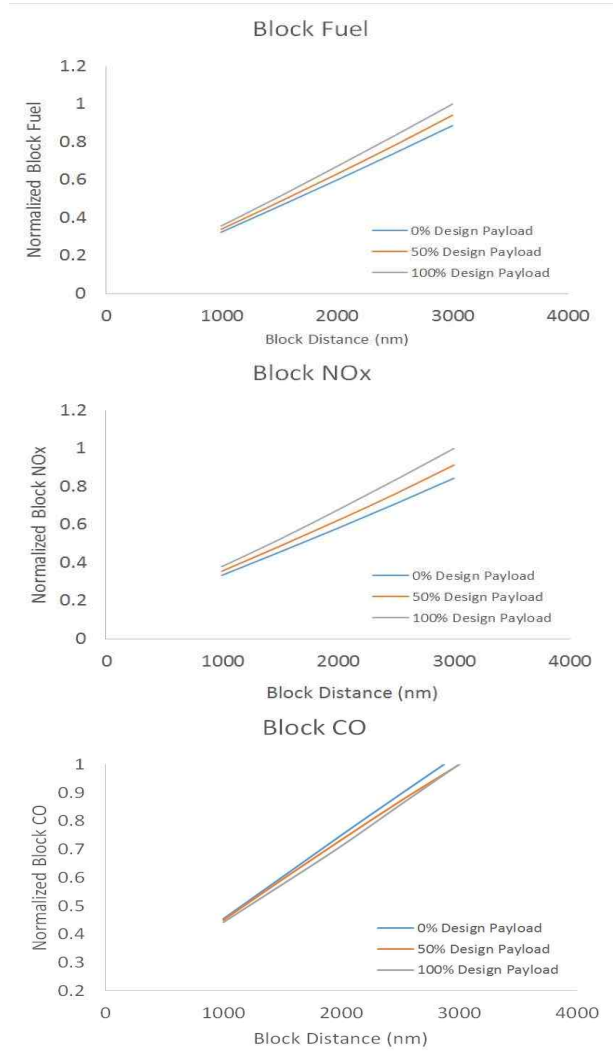 Block Fuel
Normalized Block Fuel
1.2
1
0.8
0.6
0.4
0.2
0
0% Design Payload
50% Design Payload
100% Design Payload
0 1000 2000 3000 4000
Block Distance (nm)
Block NOx
Normalized Block NOx
1.2
1
0.8
0.6
0.4
0.2
0
0% Design Payload
50% Design Payload
100% Design Payload
0 1000 2000 3000 4000
Block Distance (nm)
Block CO
Normalized Block CO
1
0.9
0.8
0.7
0.6
0.5
0.4
0.3
0.2
0% Design Payload
50% Design Payload
100% Design Payload
0 1000 2000 3000 4000
Block Distance (nm)